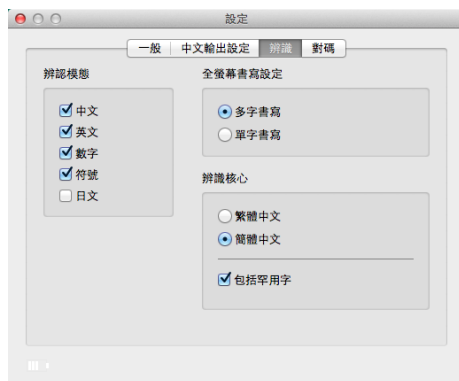 設定
一般 中文輸出設定 辨識 對碼
辨認模態
中文
英文
數字
符號
日文
全螢幕書寫設定
多字書寫
單字書寫
辨識核心
繁體中文
簡體中文
包括罕用字